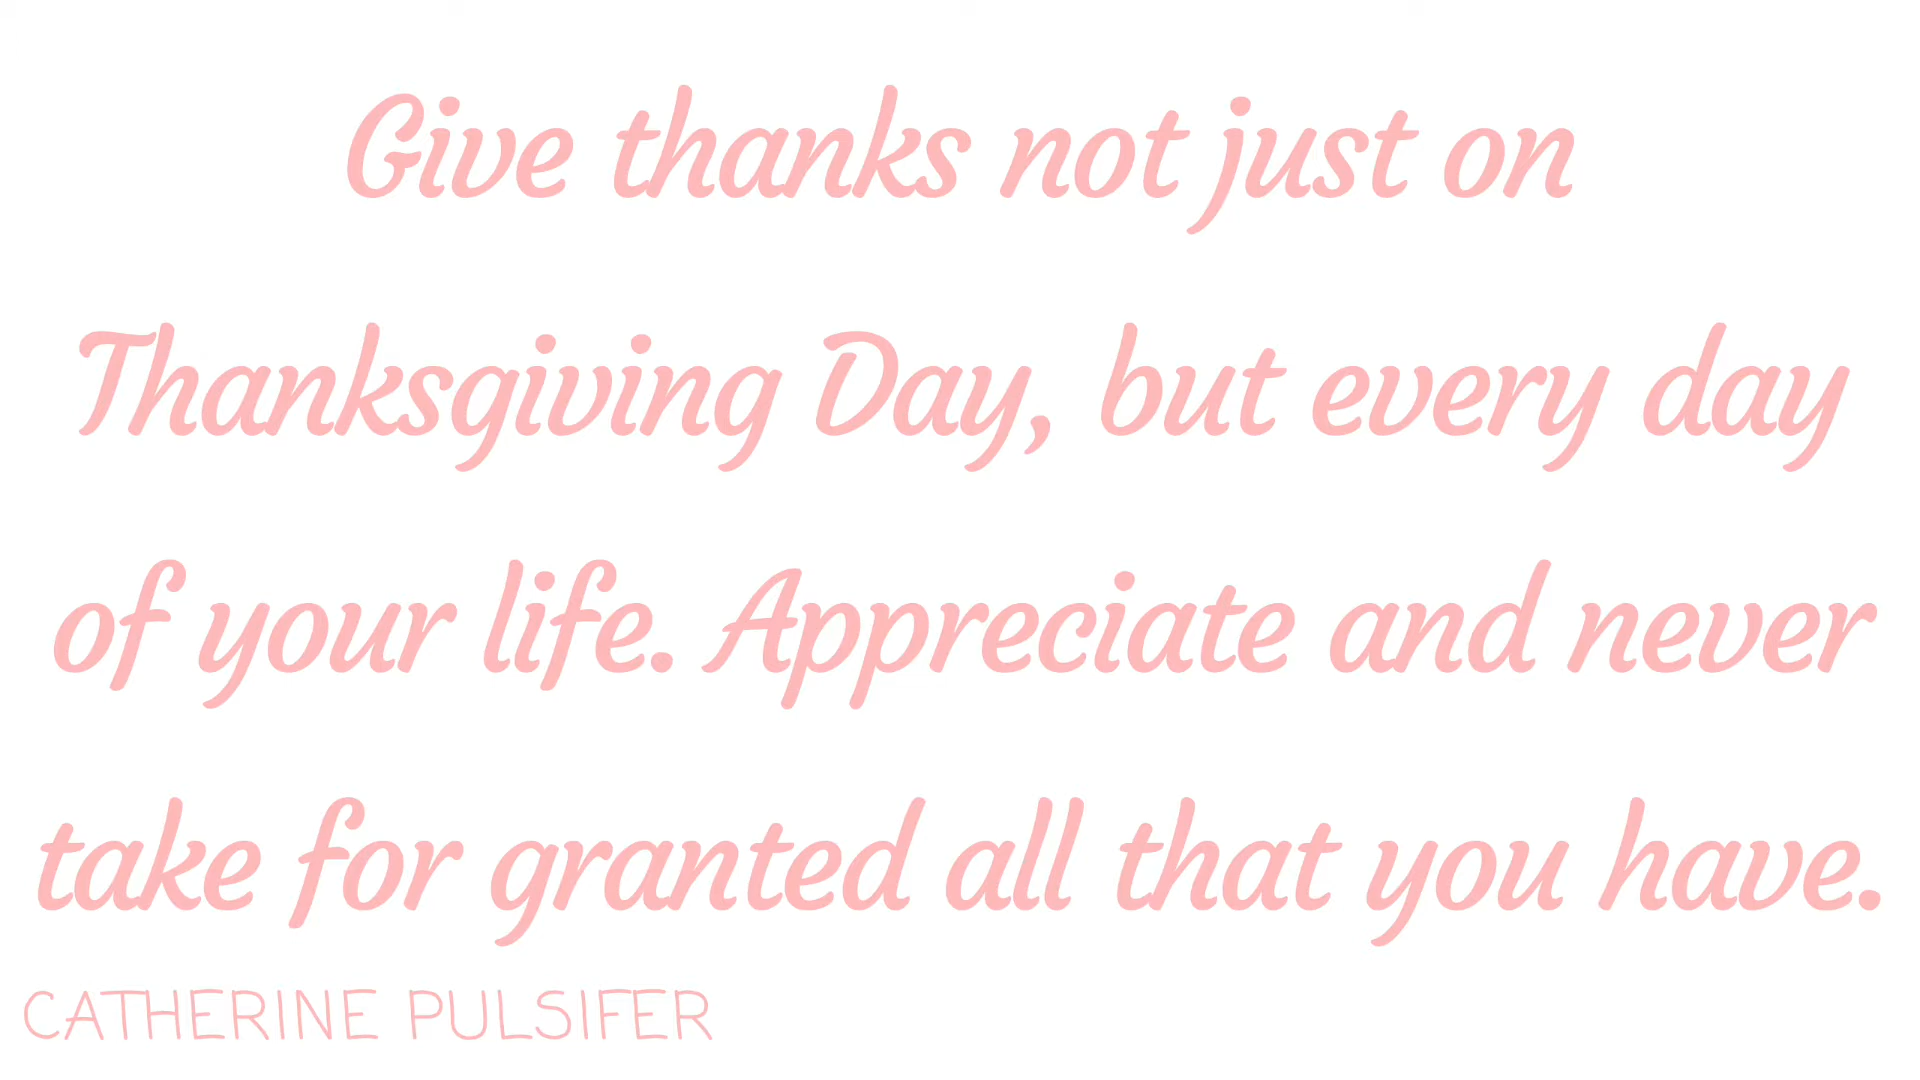 Give thanks not just on
Thanksgiving Day, but every day
of your life. Appreciate and never
take for granted all that you have.
CATHERINE PULSIFER